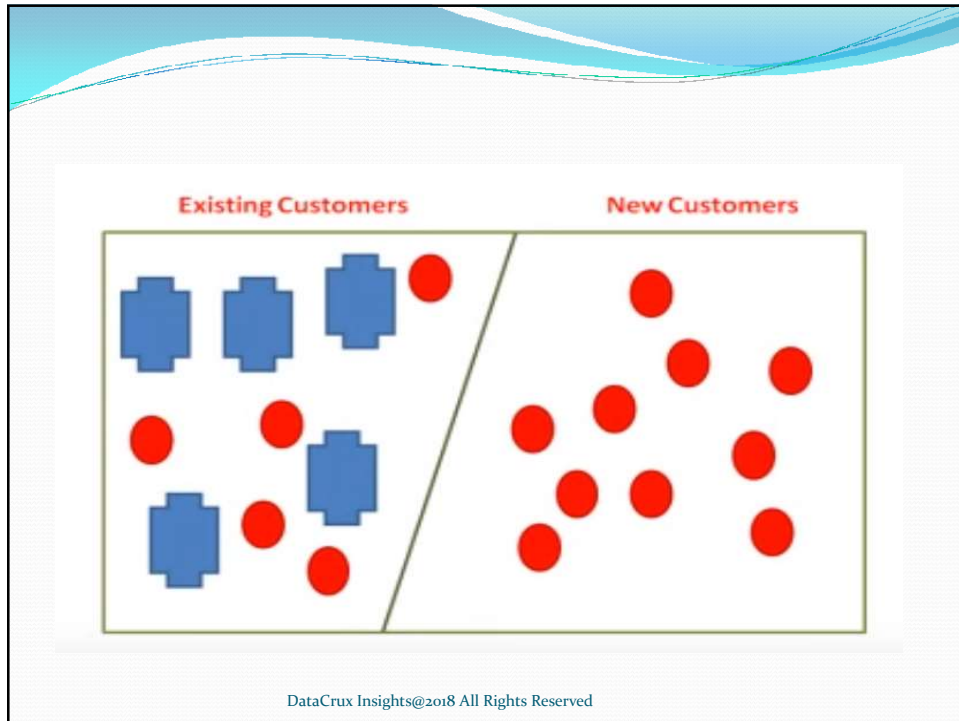 Existing Customers
New Customers
DataCrux Insights@2018 All Rights Reserved